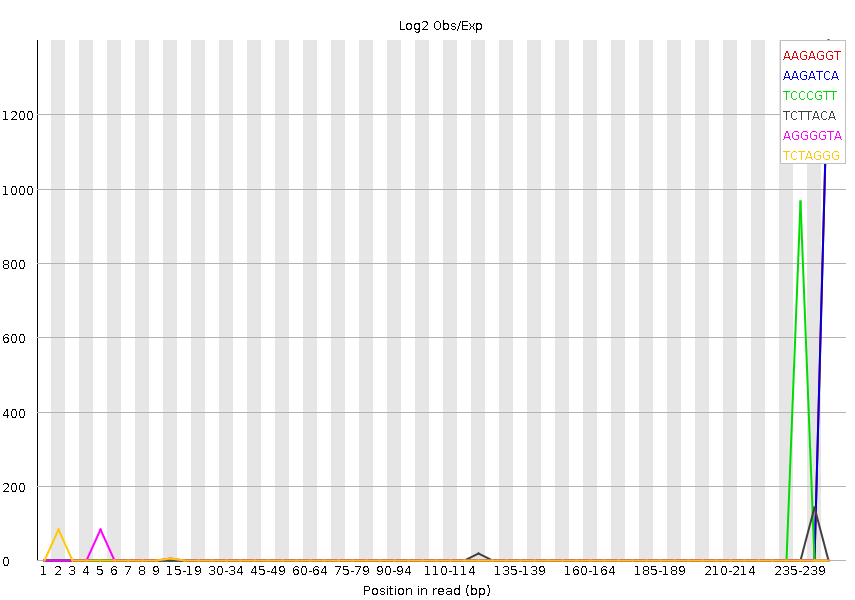 Log2 Obs/Exp
AAGAGGT
AAGATCA
TCCCGTT
TCTTACA
AGGGGTA
TCTAGGG
1200
1000
800
600
400
200
0
1 2 3 4 5 6 7 8 9 15-19 30-34 45-49 60-64 75-79 90-94 110-114 135-139 160-164 185-189 210-214 235-239
Position in read (bp)